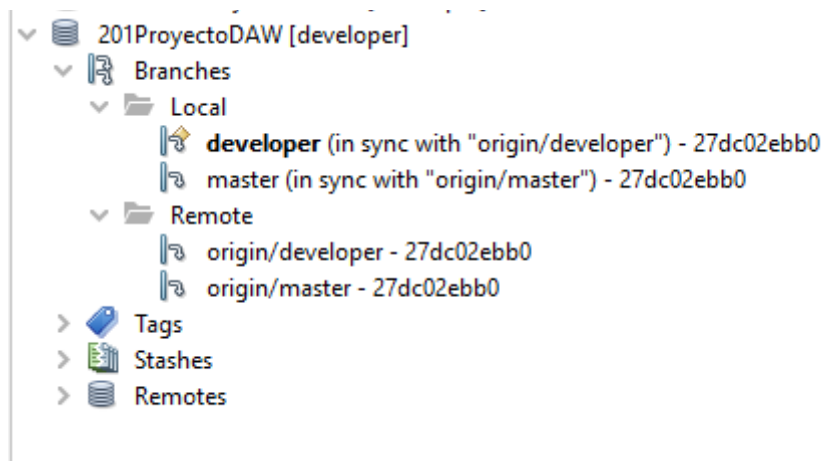 201ProyectoDAW [developer]
Branches
Local
developer (in sync with "origin/developer") - 27dc02ebb0
master (in sync with "origin/master") - 27dc02ebb0
Remote
origin/developer - 27dc02ebb0
origin/master - 27dc02ebb0
Tags
Stashes
Remotes